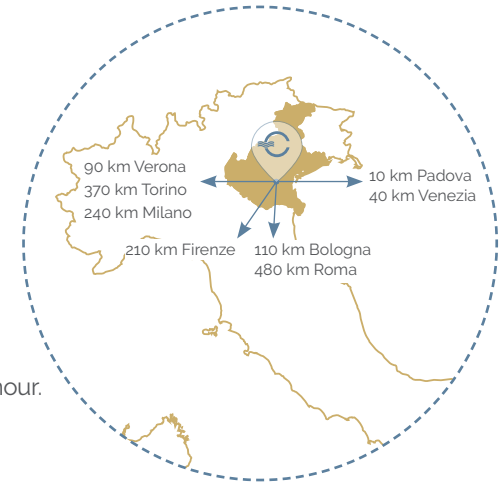 90 km Verona
370 km Torino
240 km Milano
10 km Padova
40 km Venezia
210 km Firenze
110 km Bologna
480 km Roma
hour.